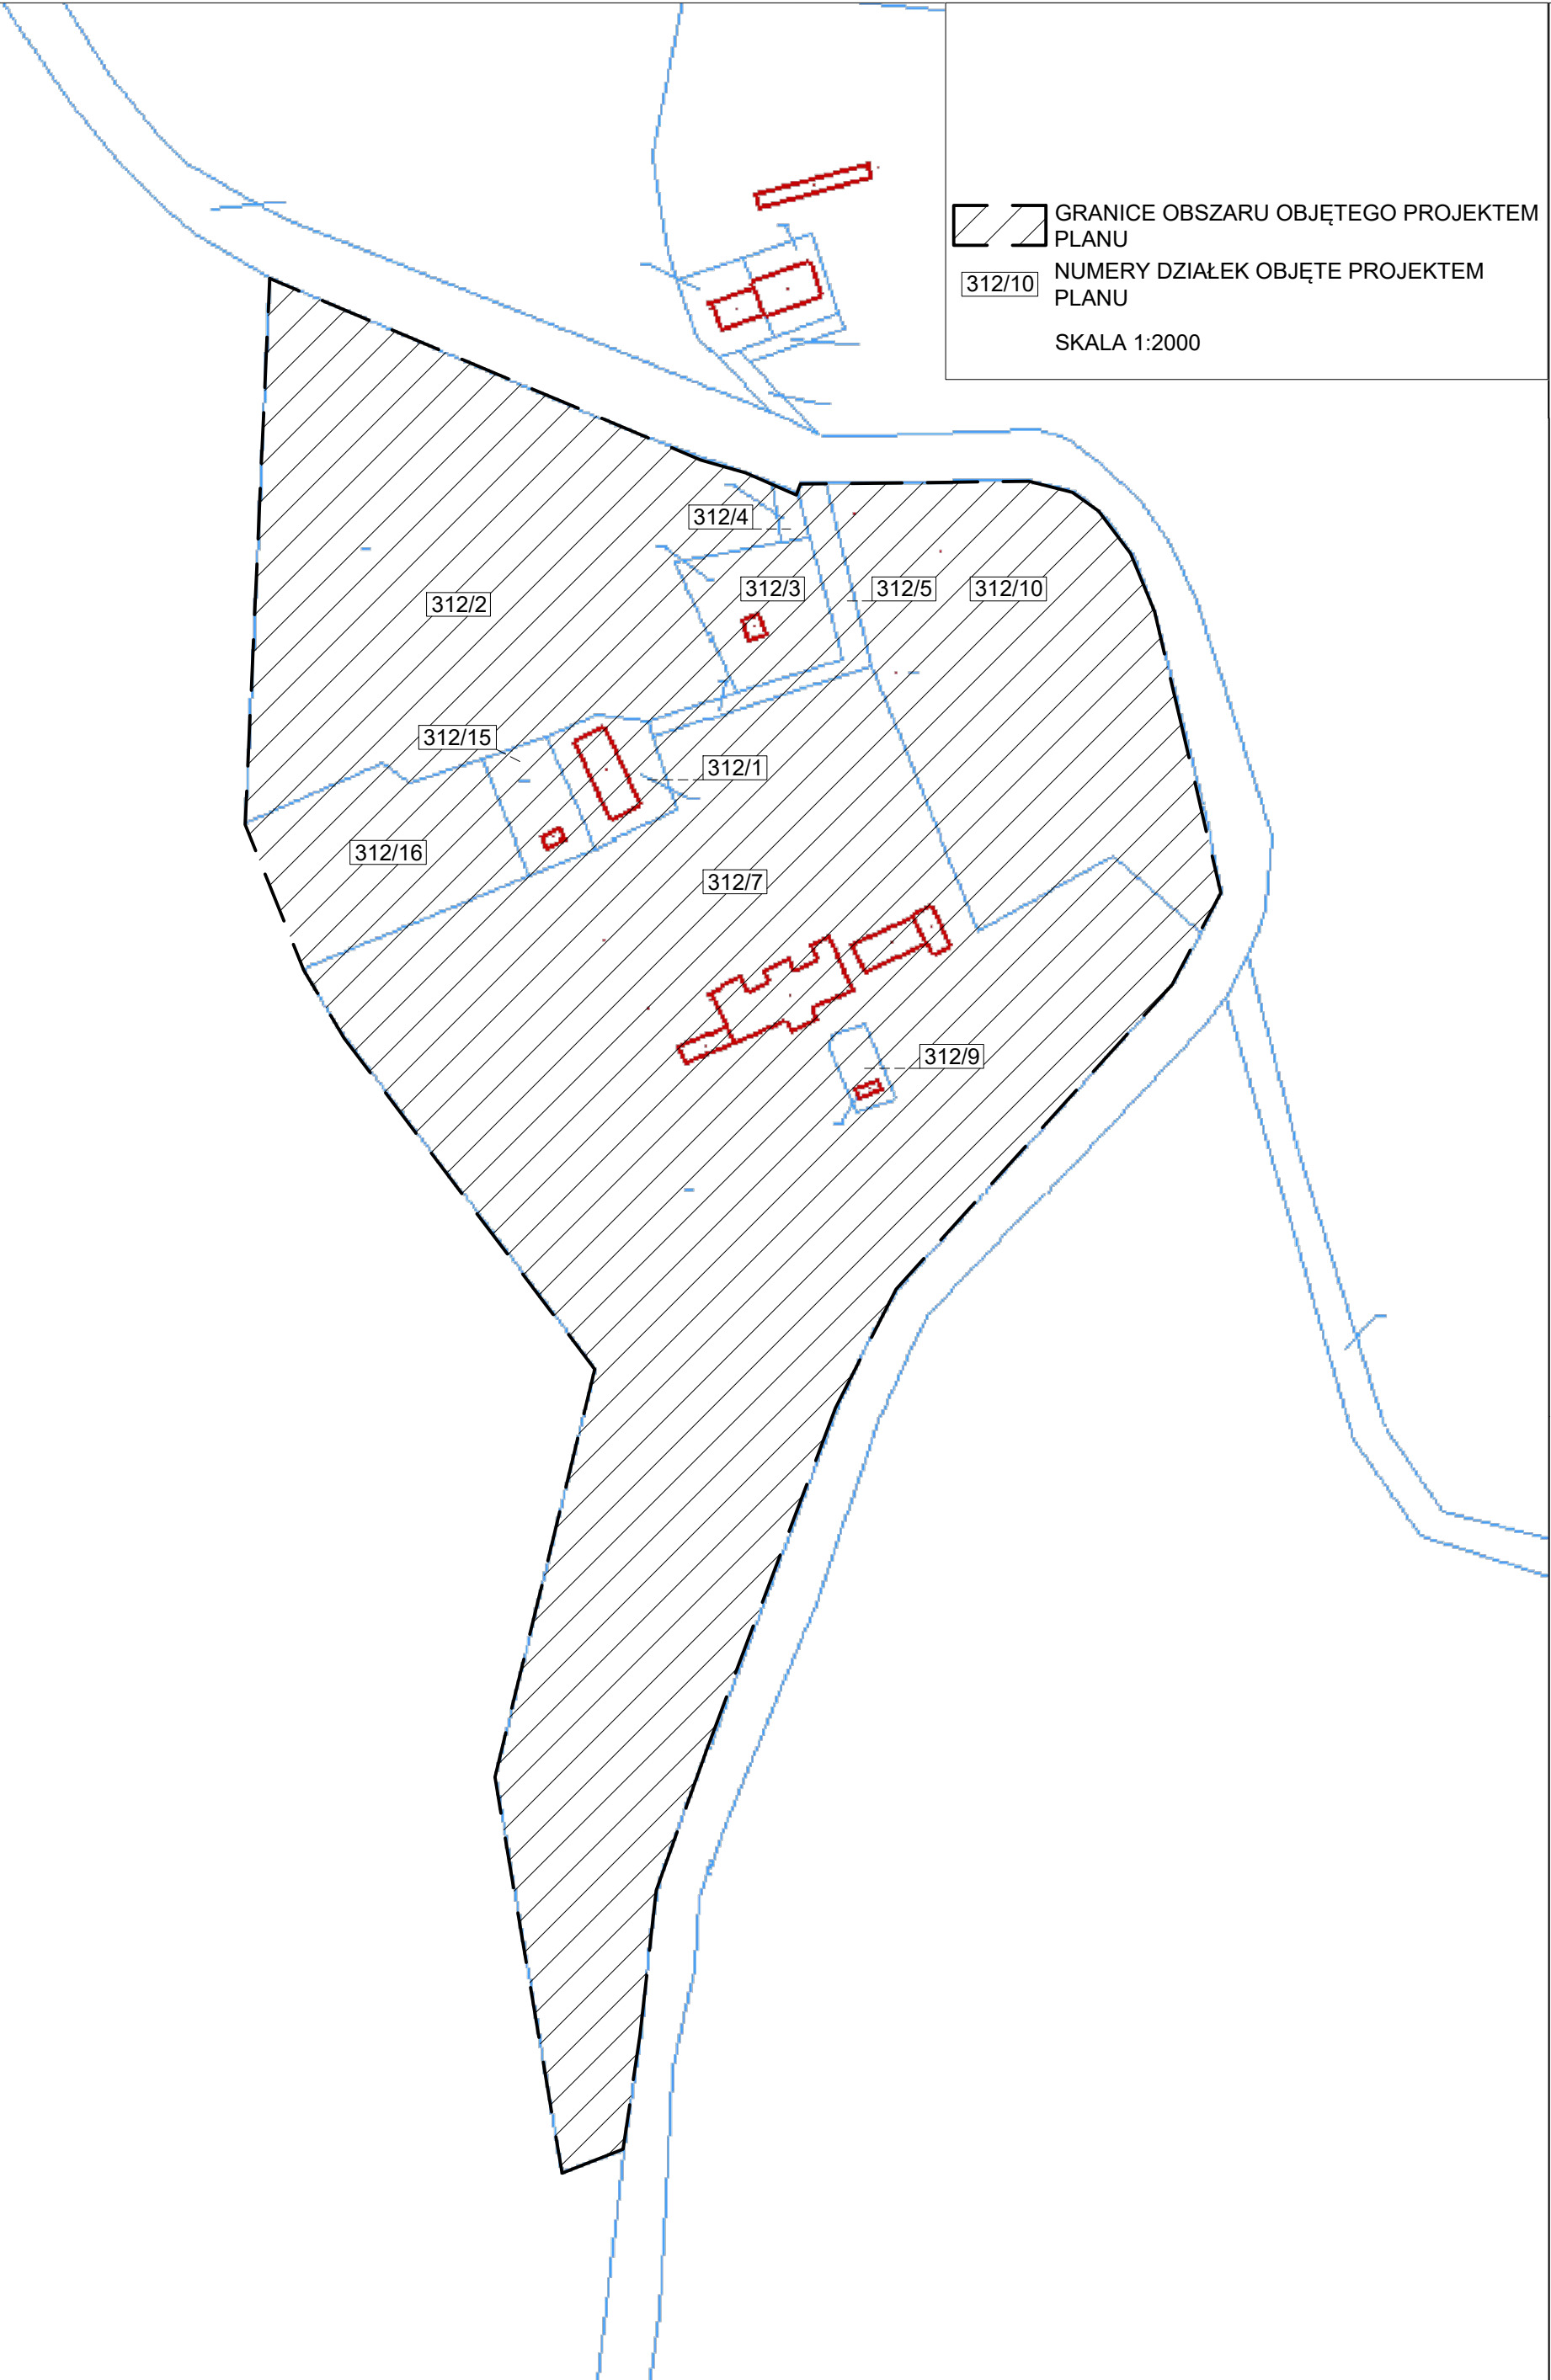 GRANICE OBSZARU OBJĘTEGO PROJEKTEM
PLANU
312/10
NUMERY DZIAŁEK OBJĘTE PROJEKTEM
PLANU
SKALA 1:2000
312/4
312/3
312/5
312/10
312/2
312/15
312/1
312/16
312/7
312/9